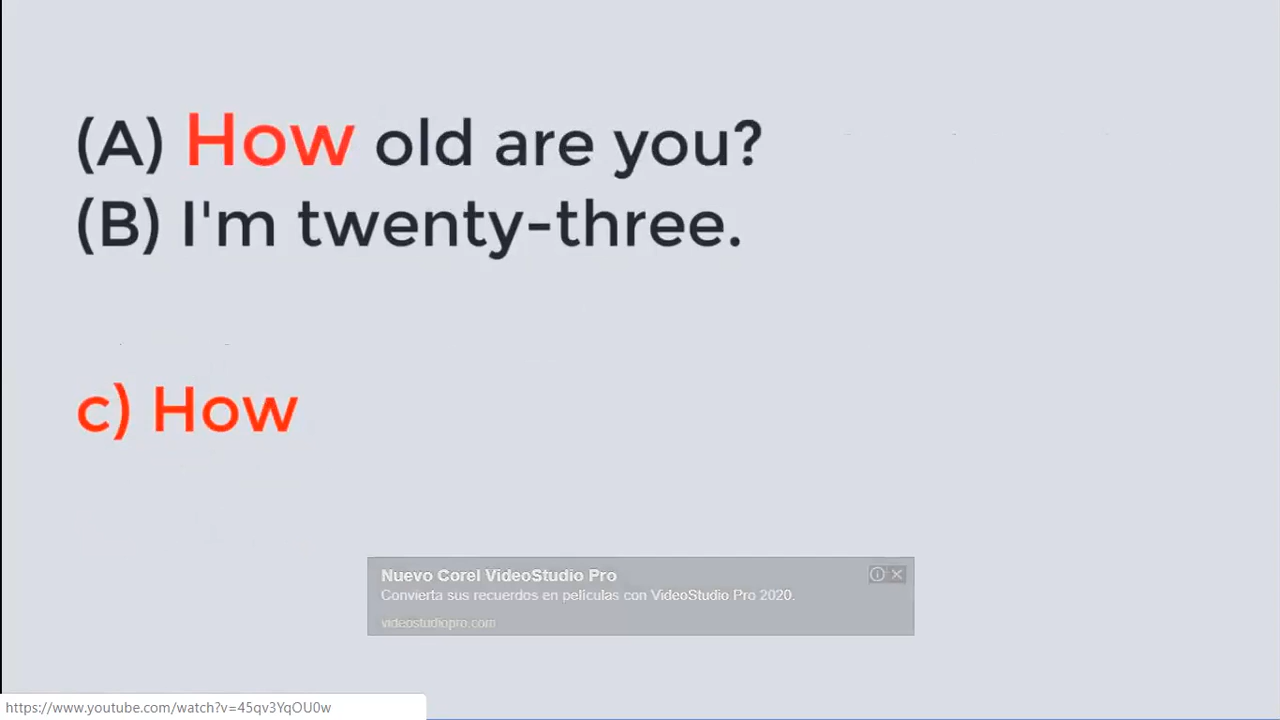 (A) How old are you?
(B) I'm twenty-three.
c) How
Nuevo Corel VideoStudio Pro
Convierta sus recuerdos en películas con VideoStudio Pro 2020.
videostudiopro.com
https://www.youtube.com/watch?v=45qv3YqOU0w